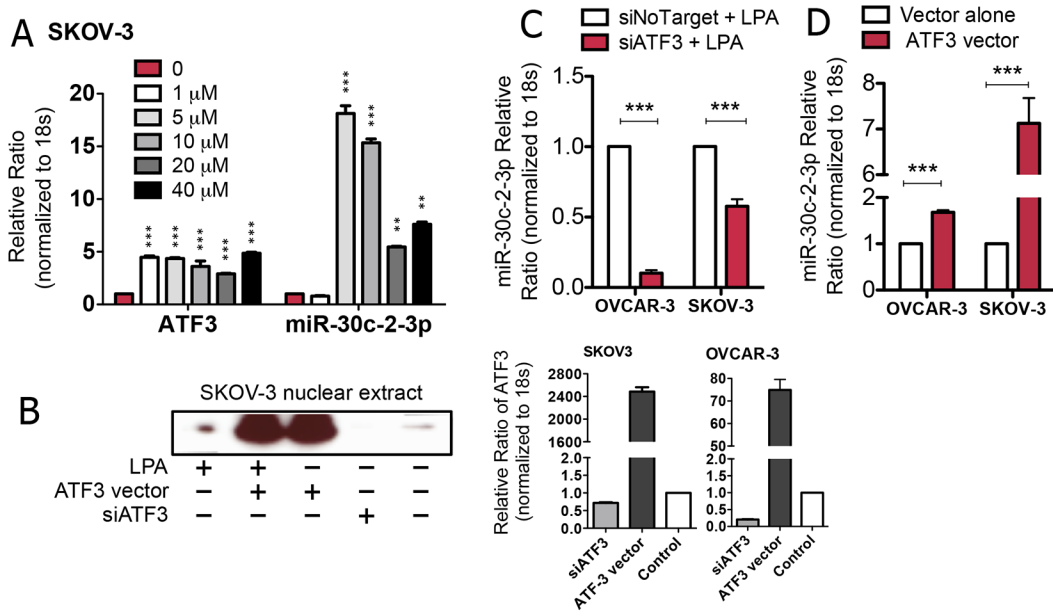 A SKOV-3
0
1 μM
5 μM
10 μM
20 μM
40 μM
Relative Ratio
(normalized to 18s)
20
15
10
5
0
*** *** *** *** ***
*** *** ** **
ATF3 miR-30c-2-3p
B
SKOV-3 nuclear extract
LPA + + − − −
ATF3 vector − + + − −
siATF3 − − − + −
C
siNoTarget + LPA
siATF3 + LPA
miR-30c-2-3p Relative
Ratio (normalized to 18s)
1.5
1.0
0.5
0.0
*** ***
OVCAR-3 SKOV-3
D
Vector alone
ATF3 vector
miR-30c-2-3p Relative
Ratio (normalized to 18s)
8
7
6
2
1
0
*** ***
OVCAR-3 SKOV-3
Relative Ratio of ATF3
(normalized to 18s)
SKOV3
2800
2400
2000
1600
2.0
1.5
1.0
0.5
0.0
siATF3
ATF-3 vector
Control
OVCAR-3
80
70
60
50
2.0
1.5
1.0
0.5
0.0
siATF3
ATF3 vector
Control